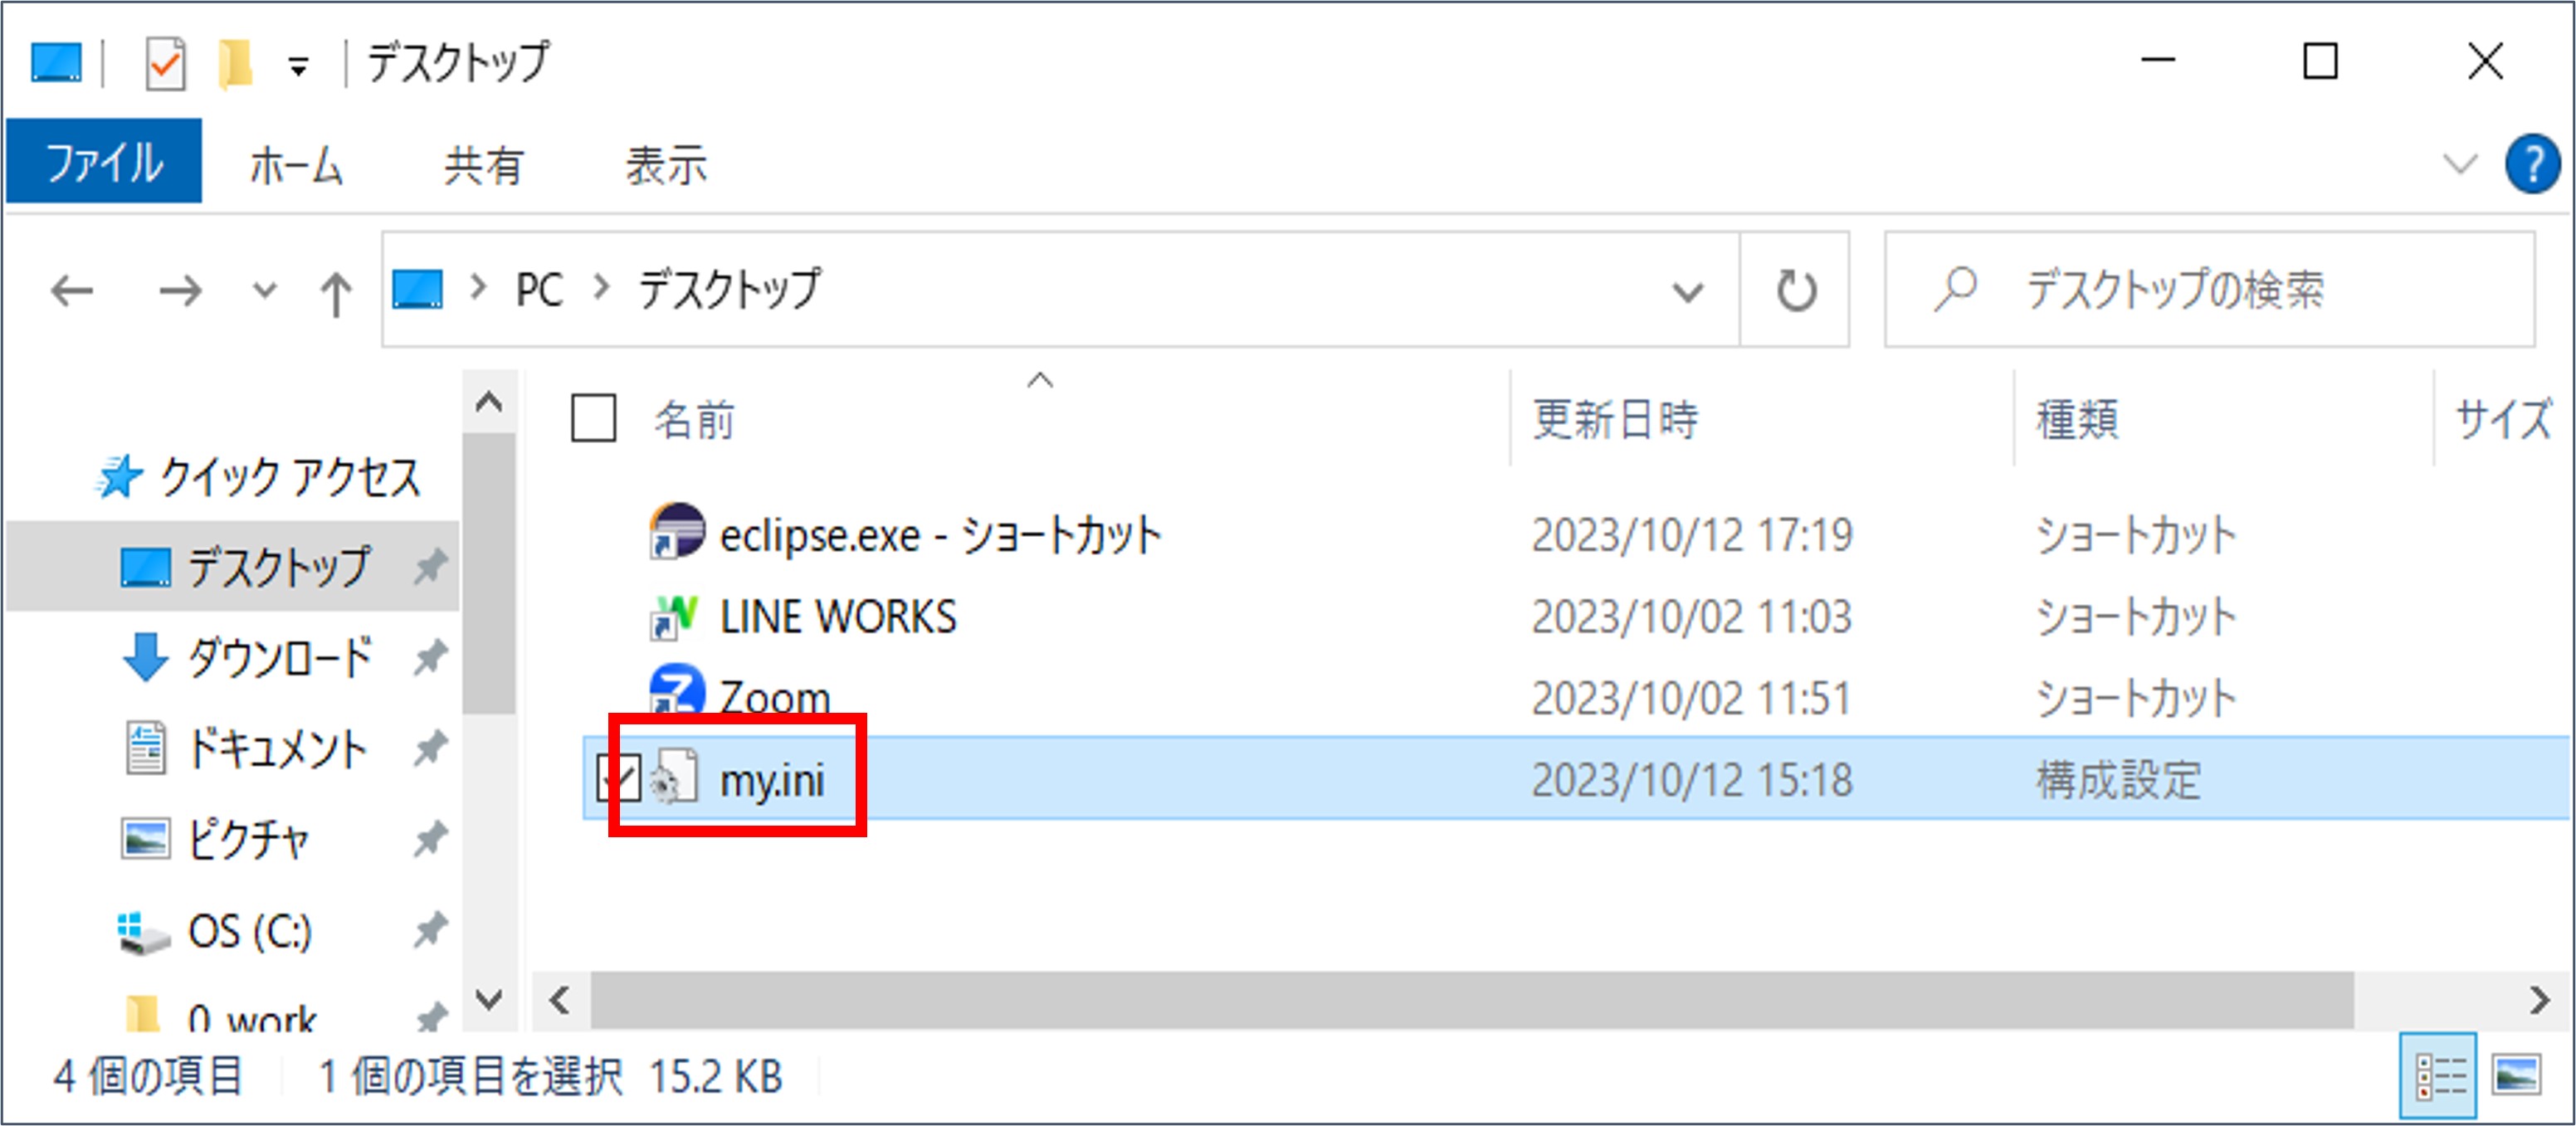 デスクトップ
ファイル ホーム 共有 表示 ?
PC デスクトップ デスクトップの検索
名前 更新日時 種類 サイズ
クイック アクセス
デスクトップ
ダウンロード
ドキュメント
ピクチャ
OS (C:)
0_work
eclipse.exe - ショートカット 2023/10/12 17:19 ショートカット
LINE WORKS 2023/10/02 11:03 ショートカット
Zoom 2023/10/02 11:51 ショートカット
my.ini 2023/10/12 15:18 構成設定
4 個の項目 1 個の項目を選択 15.2 KB